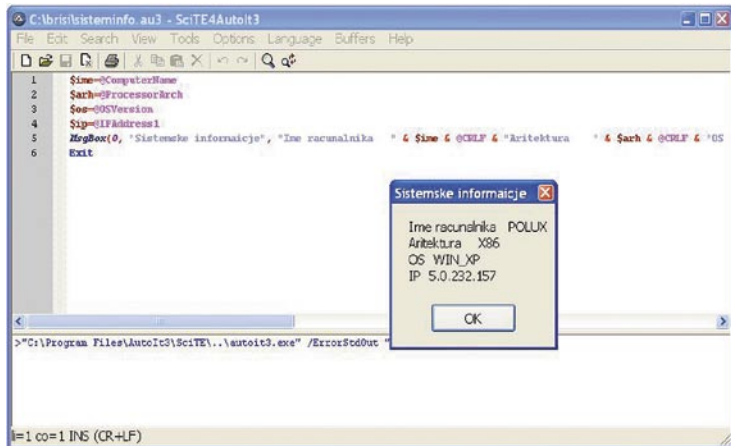 C:\brisi\sisteminfo.au3 - SciTE4AutoIt3
File Edit Search View Tools Options Language Buffers Help
1 $ime=@ComputerName
2 $arh=@ProcessorArch
3 $os=@OSVersion
4 $ip=@IPAddress1
5 MsgBox(0, "Sistemske informaicje", "Ime racunalnika " & $ime & @CRLF & "Aritektura " & $arh & @CRLF & "OS
6 Exit
Sistemske informaicje
Ime racunalnika POLUX
Aritektura X86
OS WIN_XP
IP 5.0.232.157
OK
>"C:\Program Files\AutoIt3\SciTE\..\autoit3.exe" /ErrorStdOut "
li=1 co=1 INS (CR+LF)